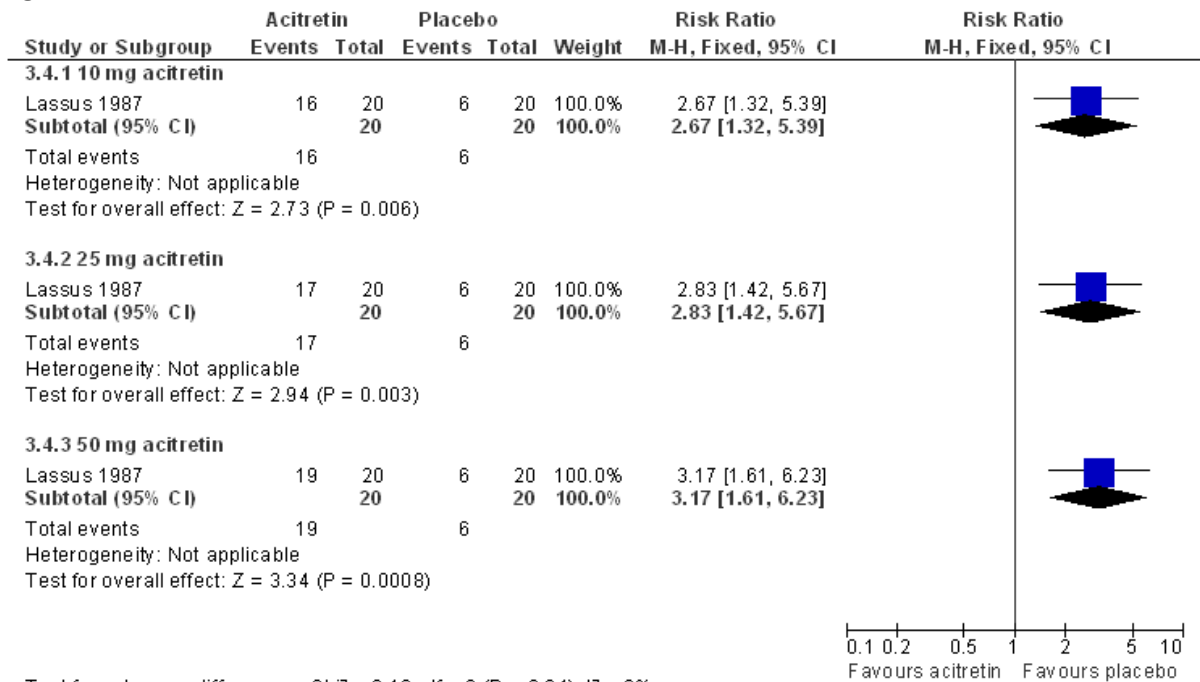 Acitretin Placebo Risk Ratio Risk Ratio
Study or Subgroup Events Total Events Total Weight M-H, Fixed, 95% CI M-H, Fixed, 95% CI
3.4.1 10 mg acitretin
Lassus 1987 16 20 6 20 100.0% 2.67 [1.32, 5.39]
Subtotal (95% CI) 20 20 100.0% 2.67 [1.32, 5.39]
Total events 16 6
Heterogeneity: Not applicable
Test for overall effect: Z = 2.73 (P = 0.006)
3.4.2 25 mg acitretin
Lassus 1987 17 20 6 20 100.0% 2.83 [1.42, 5.67]
Subtotal (95% CI) 20 20 100.0% 2.83 [1.42, 5.67]
Total events 17 6
Heterogeneity: Not applicable
Test for overall effect: Z = 2.94 (P = 0.003)
3.4.3 50 mg acitretin
Lassus 1987 19 20 6 20 100.0% 3.17 [1.61, 6.23]
Subtotal (95% CI) 20 20 100.0% 3.17 [1.61, 6.23]
Total events 19 6
Heterogeneity: Not applicable
Test for overall effect: Z = 3.34 (P = 0.0008)
0.1 0.2 0.5 1 2 5 10
Favours acitretin Favours placebo